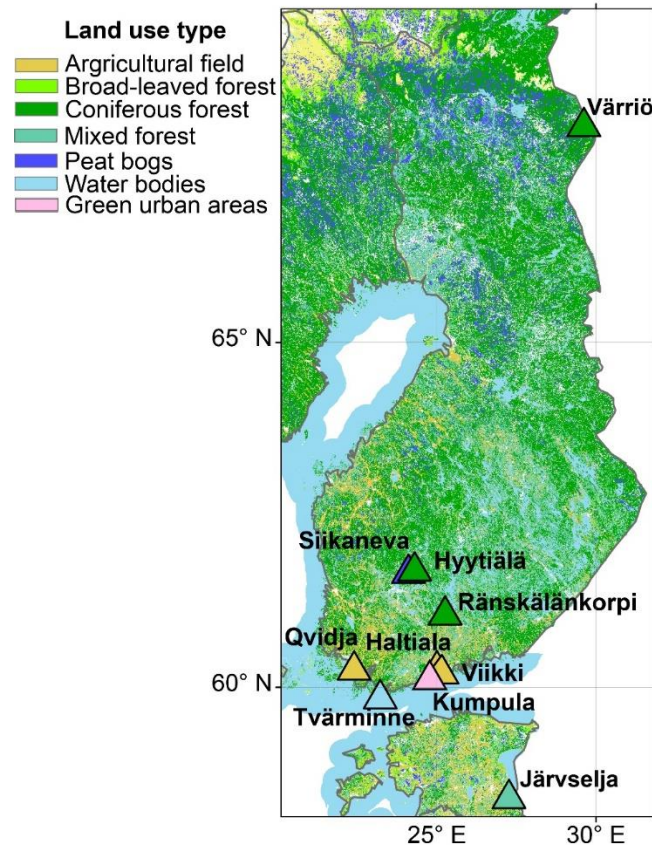 Land use type
Argricultural field
Broad-leaved forest
Coniferous forest
Mixed forest
Peat bogs
Water bodies
Green urban areas
Värriö
65° N
Siikaneva
Hyytiälä
Ränskälänkorpi
Qvidja
Haltiala
Viikki
60° N
Kumpula
Tvärminne
Järvselja
25° E
30° E